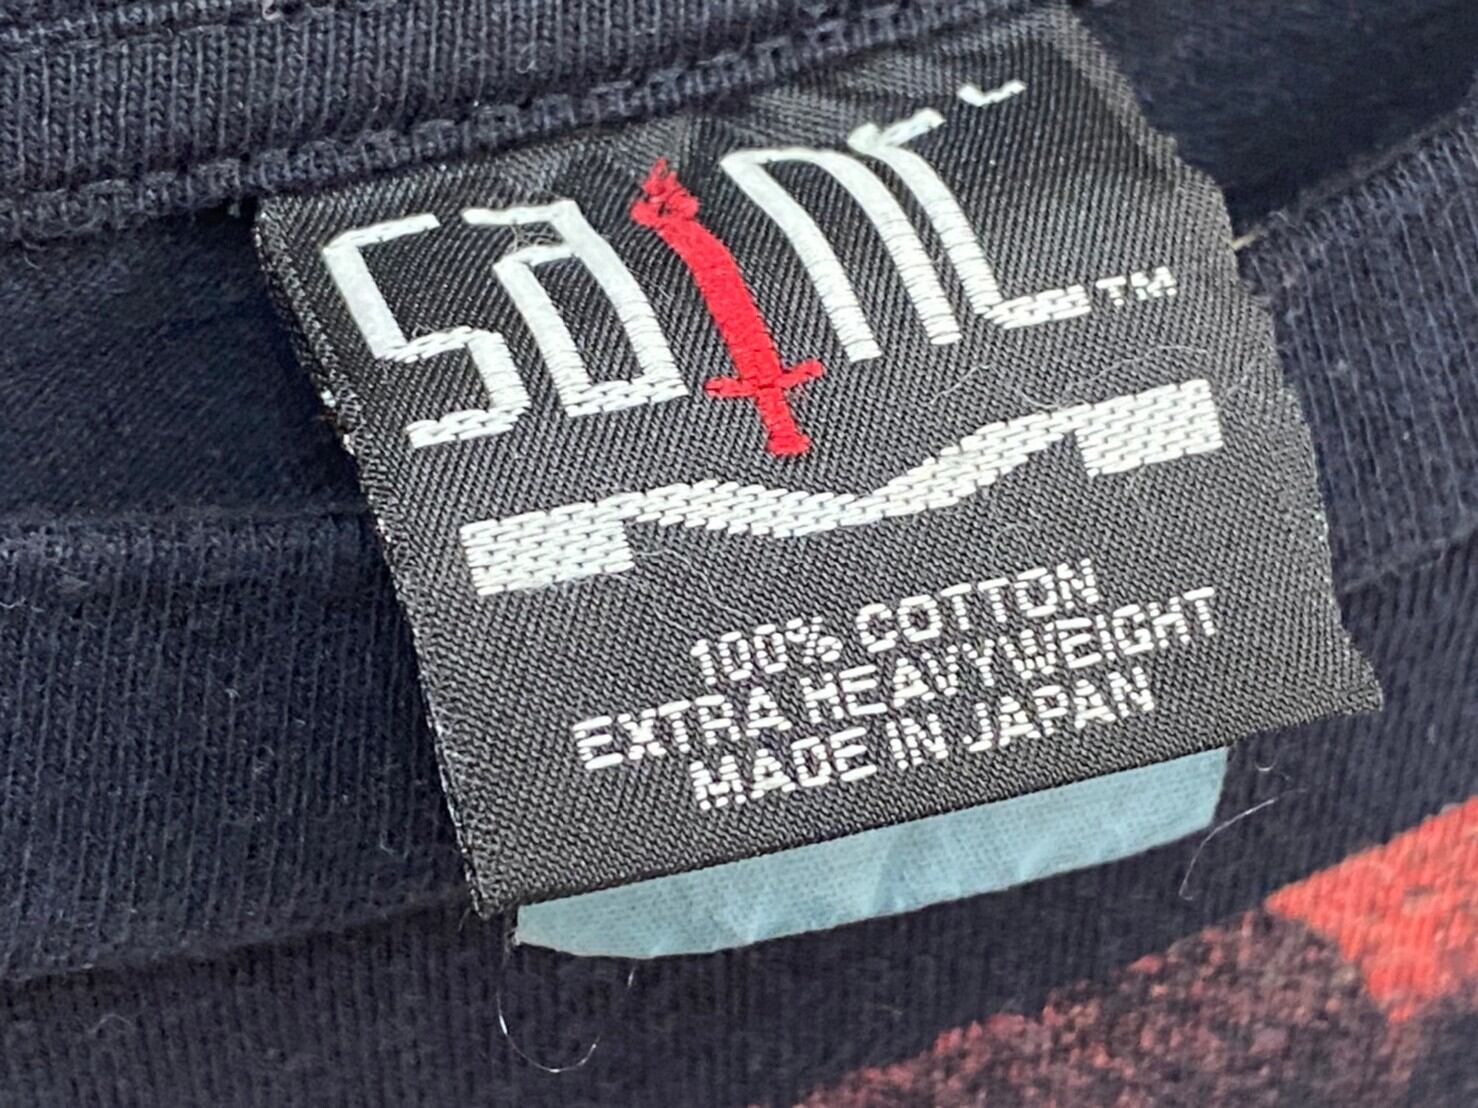 L
SAINT™
100% COTTON
EXTRA HEAVYWEIGHT
MADE IN JAPAN